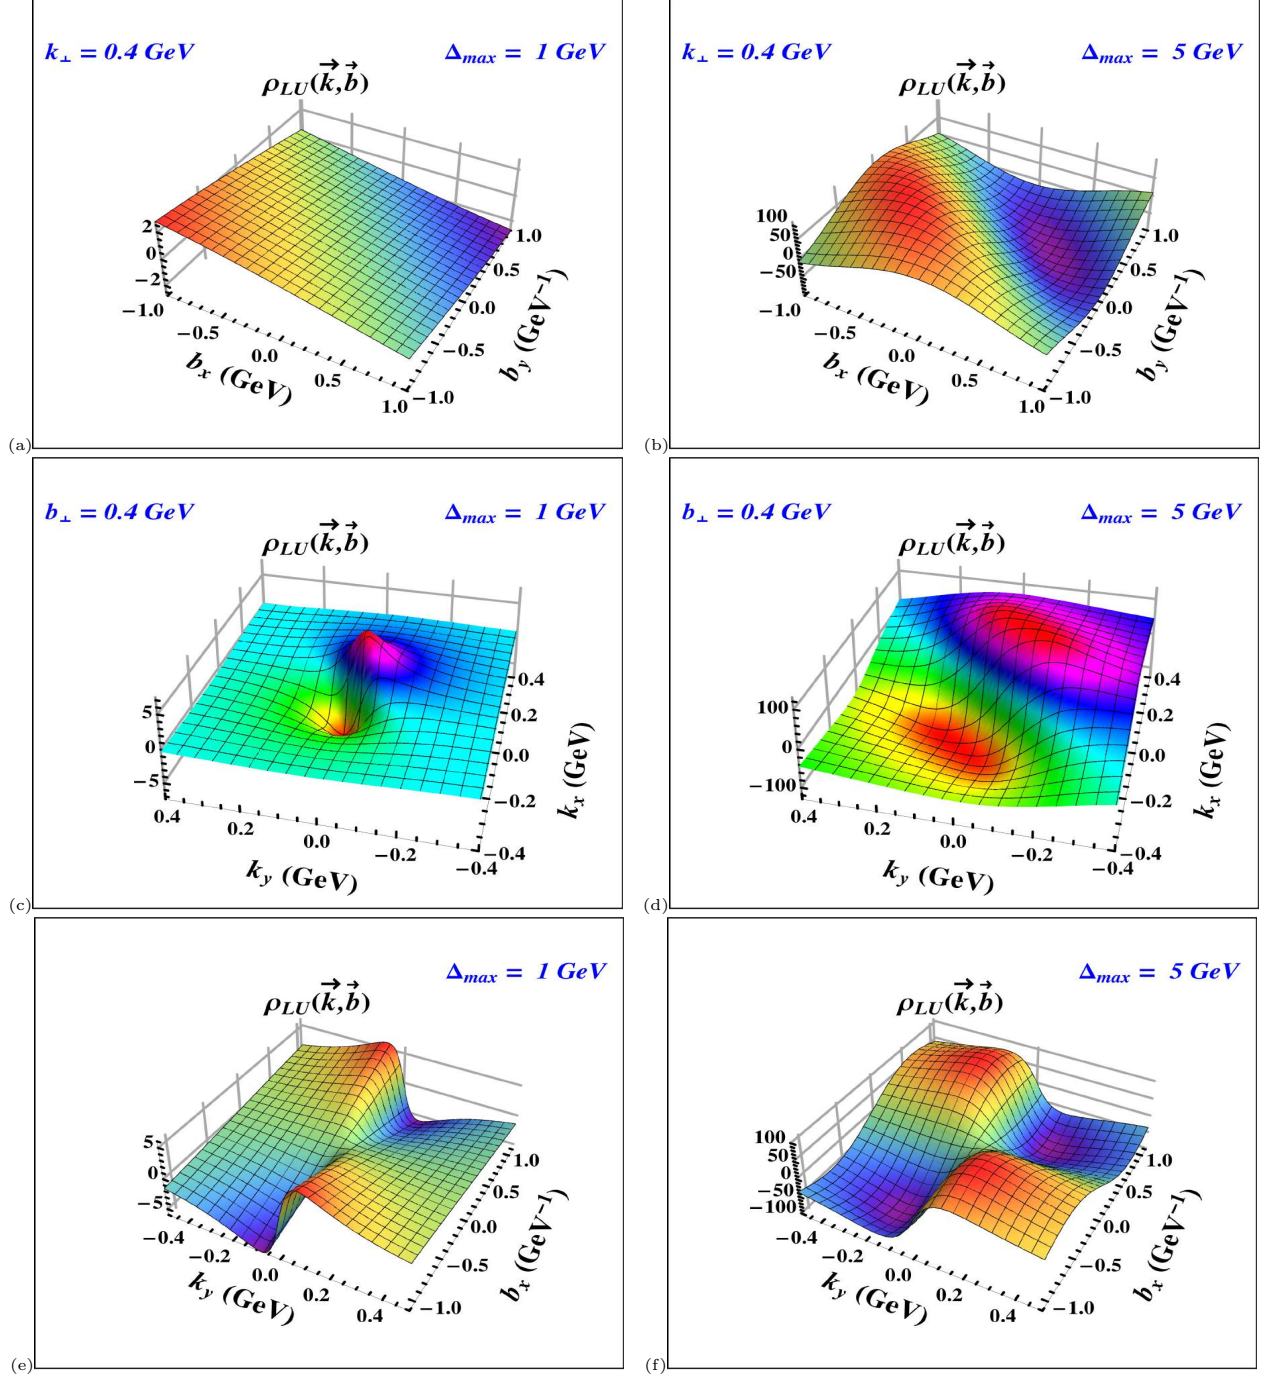 k⊥ = 0.4 GeV
Δmax = 1 GeV
ρLU(k⃗,b⃗)
2
0
−2
−1.0
−0.5
0.0
0.5
1.0
bx (GeV)
−1.0
−0.5
0.0
0.5
1.0
by (GeV⁻¹)
(a)
k⊥ = 0.4 GeV
Δmax = 5 GeV
ρLU(k⃗,b⃗)
100
50
0
−50
−1.0
−0.5
0.0
0.5
1.0
bx (GeV)
−1.0
−0.5
0.0
0.5
1.0
by (GeV⁻¹)
(b)
b⊥ = 0.4 GeV
Δmax = 1 GeV
ρLU(k⃗,b⃗)
5
0
−5
0.4
0.2
0.0
−0.2
−0.4
ky (GeV)
−0.4
−0.2
0.0
0.2
0.4
kx (GeV)
(c)
b⊥ = 0.4 GeV
Δmax = 5 GeV
ρLU(k⃗,b⃗)
100
0
−100
0.4
0.2
0.0
−0.2
−0.4
ky (GeV)
−0.4
−0.2
0.0
0.2
0.4
kx (GeV)
(d)
Δmax = 1 GeV
ρLU(k⃗,b⃗)
5
0
−5
−0.4
−0.2
0.0
0.2
0.4
ky (GeV)
−1.0
−0.5
0.0
0.5
1.0
bx (GeV⁻¹)
(e)
Δmax = 5 GeV
ρLU(k⃗,b⃗)
100
50
0
−50
−100
−0.4
−0.2
0.0
0.2
0.4
ky (GeV)
−1.0
−0.5
0.0
0.5
1.0
bx (GeV⁻¹)
(f)